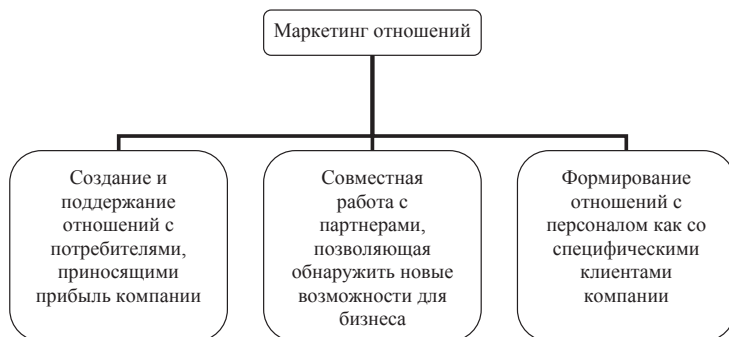 Маркетинг отношений
Создание и
поддержание
отношений с
потребителями,
приносящими
прибыль компании
Совместная
работа с
партнерами,
позволяющая
обнаружить новые
возможности для
бизнеса
Формирование
отношений с
персоналом как со
специфическими
клиентами
компании